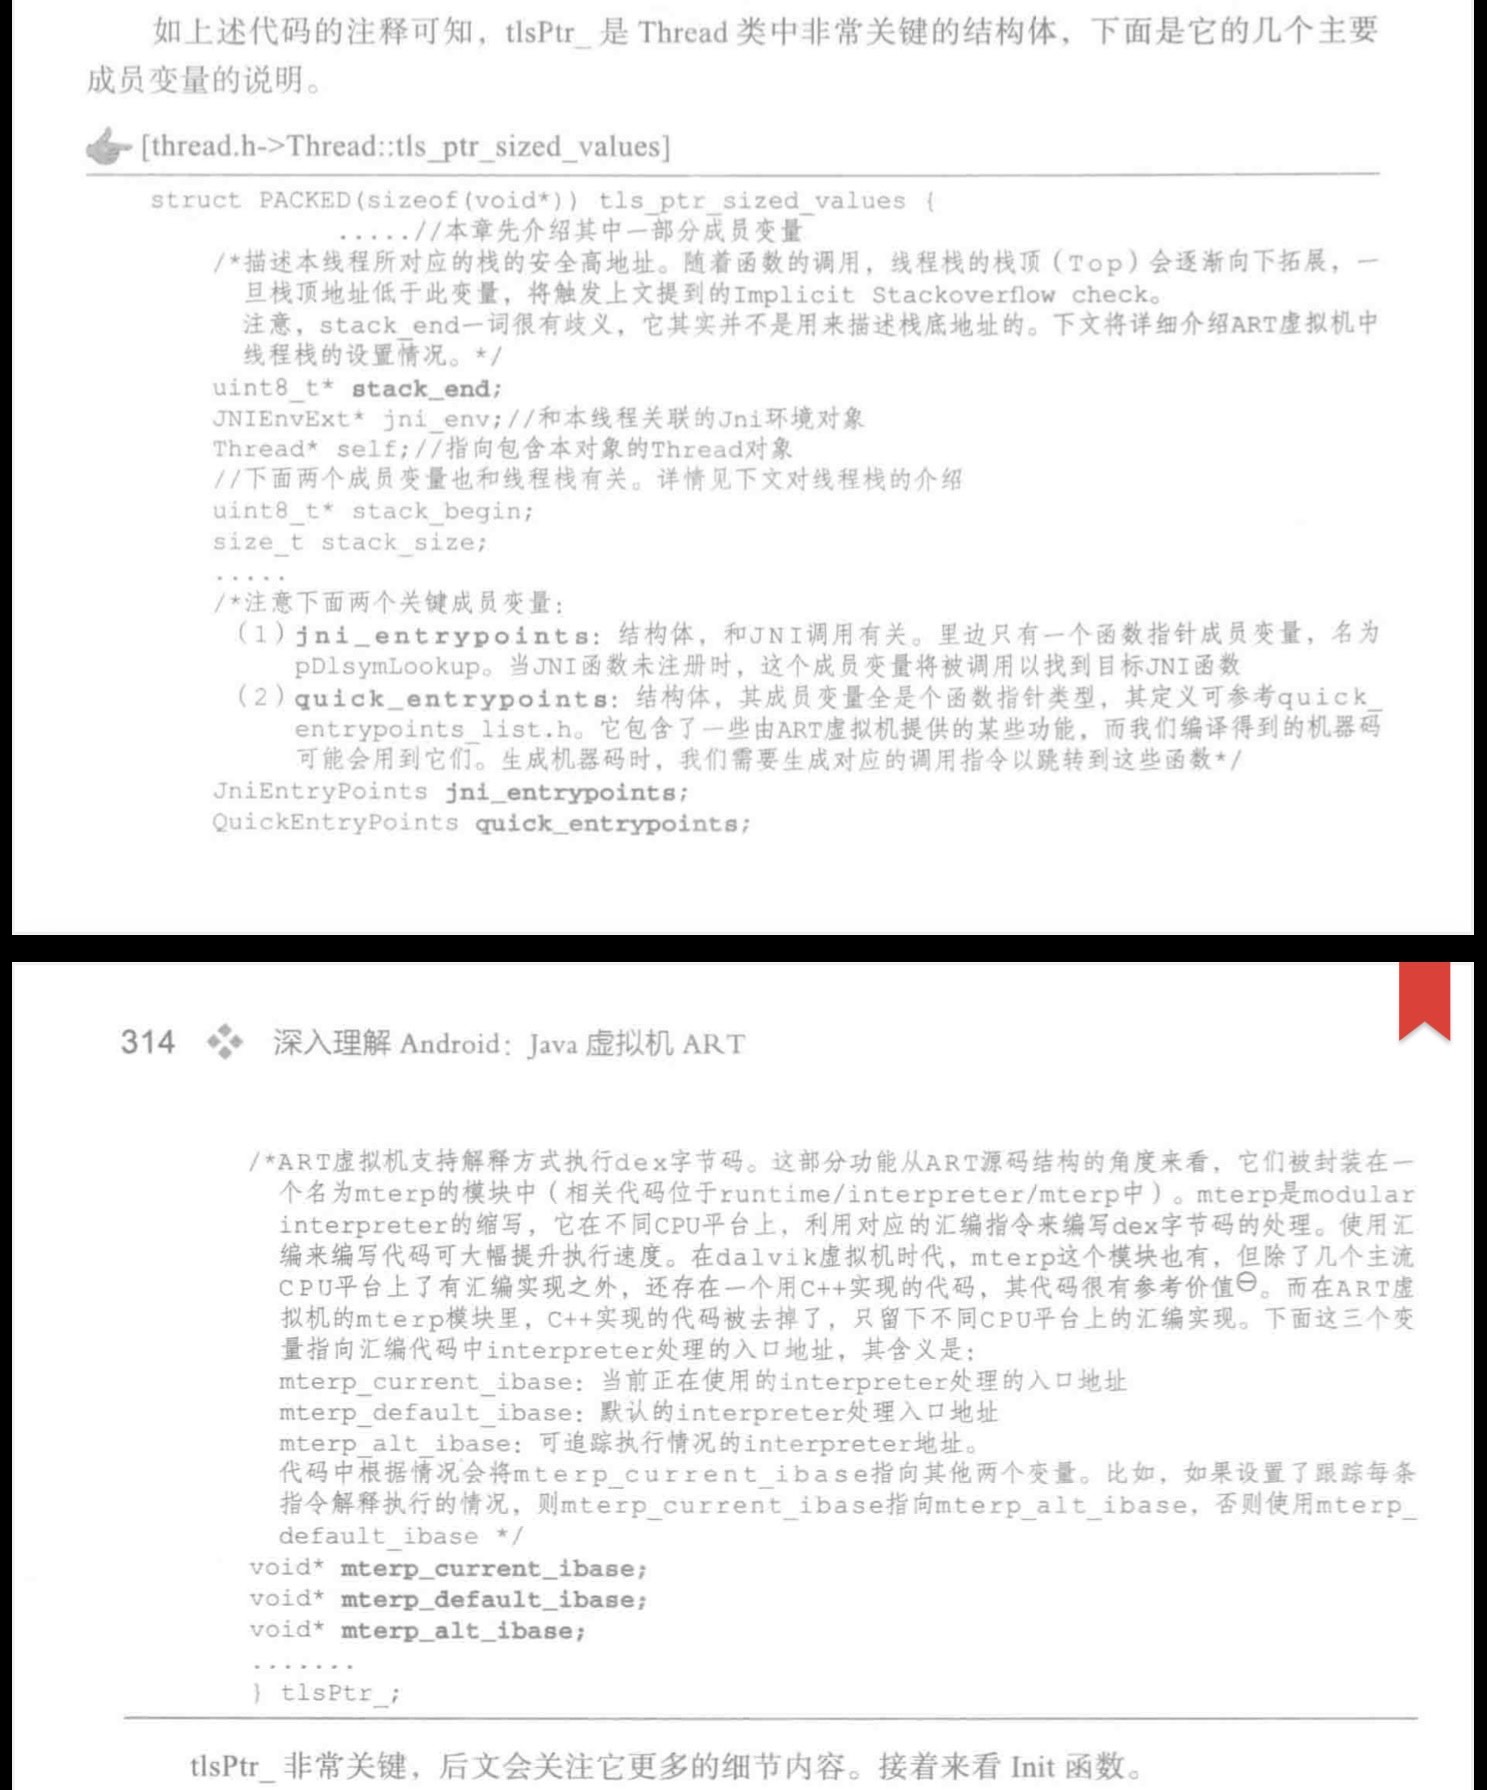 如上述代码的注释可知，tlsPtr_ 是 Thread 类中非常关键的结构体，下面是它的几个主要
成员变量的说明。
[thread.h->Thread::tls_ptr_sized_values]
struct PACKED(sizeof(void*)) tls_ptr_sized_values {
.....//本章先介绍其中一部分成员变量
/*描述本线程所对应的栈的安全高地址。随着函数的调用，线程栈的栈顶（Top）会逐渐向下拓展，一
旦栈顶地址低于此变量，将触发上文提到的Implicit Stackoverflow check。
注意，stack_end一词很有歧义，它其实并不是用来描述栈底地址的。下文将详细介绍ART虚拟机中
线程栈的设置情况。*/
uint8_t* stack_end;
JNIEnvExt* jni_env;//和本线程关联的Jni环境对象
Thread* self;//指向包含本对象的Thread对象
//下面两个成员变量也和线程栈有关。详情见下文对线程栈的介绍
uint8_t* stack_begin;
size_t stack_size;
.....
/*注意下面两个关键成员变量：
（1）jni_entrypoints：结构体，和JNI调用有关。里边只有一个函数指针成员变量，名为
pDlsymLookup。当JNI函数未注册时，这个成员变量将被调用以找到目标JNI函数
（2）quick_entrypoints：结构体，其成员变量全是个函数指针类型，其定义可参考quick_
entrypoints_list.h。它包含了一些由ART虚拟机提供的某些功能，而我们编译得到的机器码
可能会用到它们。生成机器码时，我们需要生成对应的调用指令以跳转到这些函数*/
JniEntryPoints jni_entrypoints;
QuickEntryPoints quick_entrypoints;
314 深入理解 Android：Java 虚拟机 ART
/*ART虚拟机支持解释方式执行dex字节码。这部分功能从ART源码结构的角度来看，它们被封装在一
个名为mterp的模块中（相关代码位于runtime/interpreter/mterp中）。mterp是modular
interpreter的缩写，它在不同CPU平台上，利用对应的汇编指令来编写dex字节码的处理。使用汇
编来编写代码可大幅提升执行速度。在dalvik虚拟机时代，mterp这个模块也有，但除了几个主流
CPU平台上了有汇编实现之外，还存在一个用C++实现的代码，其代码很有参考价值㊀。而在ART虚
拟机的mterp模块里，C++实现的代码被去掉了，只留下不同CPU平台上的汇编实现。下面这三个变
量指向汇编代码中interpreter处理的入口地址，其含义是：
mterp_current_ibase：当前正在使用的interpreter处理的入口地址
mterp_default_ibase：默认的interpreter处理入口地址
mterp_alt_ibase：可追踪执行情况的interpreter地址。
代码中根据情况会将mterp_current_ibase指向其他两个变量。比如，如果设置了跟踪每条
指令解释执行的情况，则mterp_current_ibase指向mterp_alt_ibase，否则使用mterp_
default_ibase */
void* mterp_current_ibase;
void* mterp_default_ibase;
void* mterp_alt_ibase;
.......
} tlsPtr_;
tlsPtr_ 非常关键，后文会关注它更多的细节内容。接着来看 Init 函数。